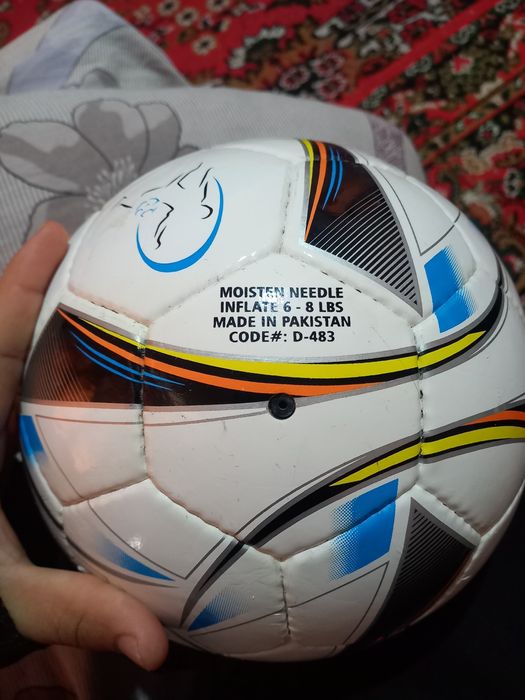 MOISTEN NEEDLE
INFLATE 6 - 8 LBS
MADE IN PAKISTAN
CODE#: D-483